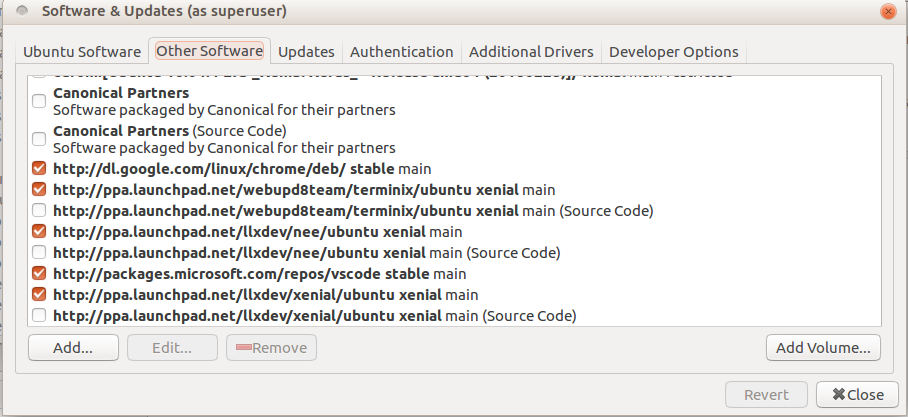 Software & Updates (as superuser)
Ubuntu Software Other Software Updates Authentication Additional Drivers Developer Options
Canonical Partners
Software packaged by Canonical for their partners
Canonical Partners (Source Code)
Software packaged by Canonical for their partners
http://dl.google.com/linux/chrome/deb/ stable main
http://ppa.launchpad.net/webupd8team/terminix/ubuntu xenial main
http://ppa.launchpad.net/webupd8team/terminix/ubuntu xenial main (Source Code)
http://ppa.launchpad.net/llxdev/nee/ubuntu xenial main
http://ppa.launchpad.net/llxdev/nee/ubuntu xenial main (Source Code)
http://packages.microsoft.com/repos/vscode stable main
http://ppa.launchpad.net/llxdev/xenial/ubuntu xenial main
http://ppa.launchpad.net/llxdev/xenial/ubuntu xenial main (Source Code)
Add... Edit... Remove Add Volume...
Revert Close